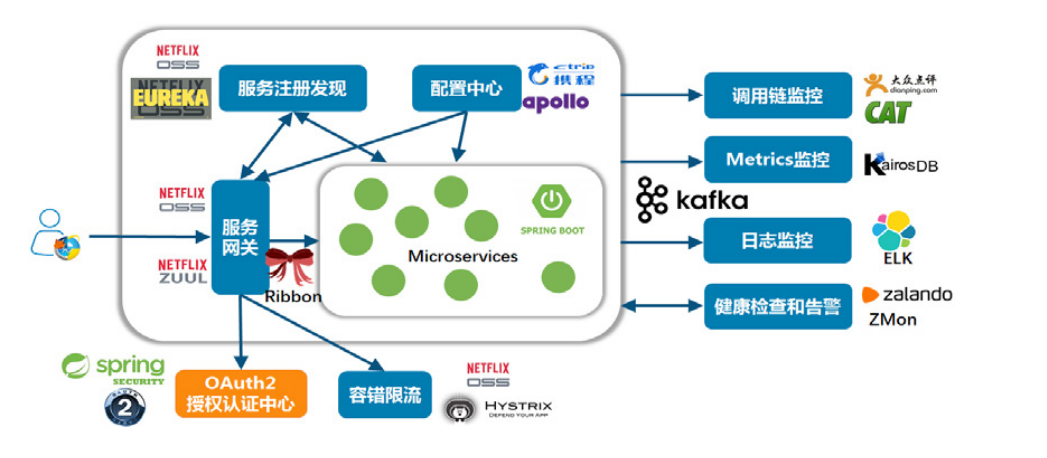 NETFLIX
OSS
NETFLIX
EUREKA
OSS
服务注册发现
配置中心
ctrip
携程
apollo
调用链监控
大众点评
dianping.com
CAT
Metrics监控
KairosDB
NETFLIX
OSS
服务
网关
NETFLIX
ZUUL
Ribbon
SPRING BOOT
Microservices
kafka
日志监控
ELK
健康检查和告警
zalando
ZMon
spring
SECURITY
2
OAuth2
授权认证中心
容错限流
NETFLIX
OSS
HYSTRIX
DEFEND YOUR APP